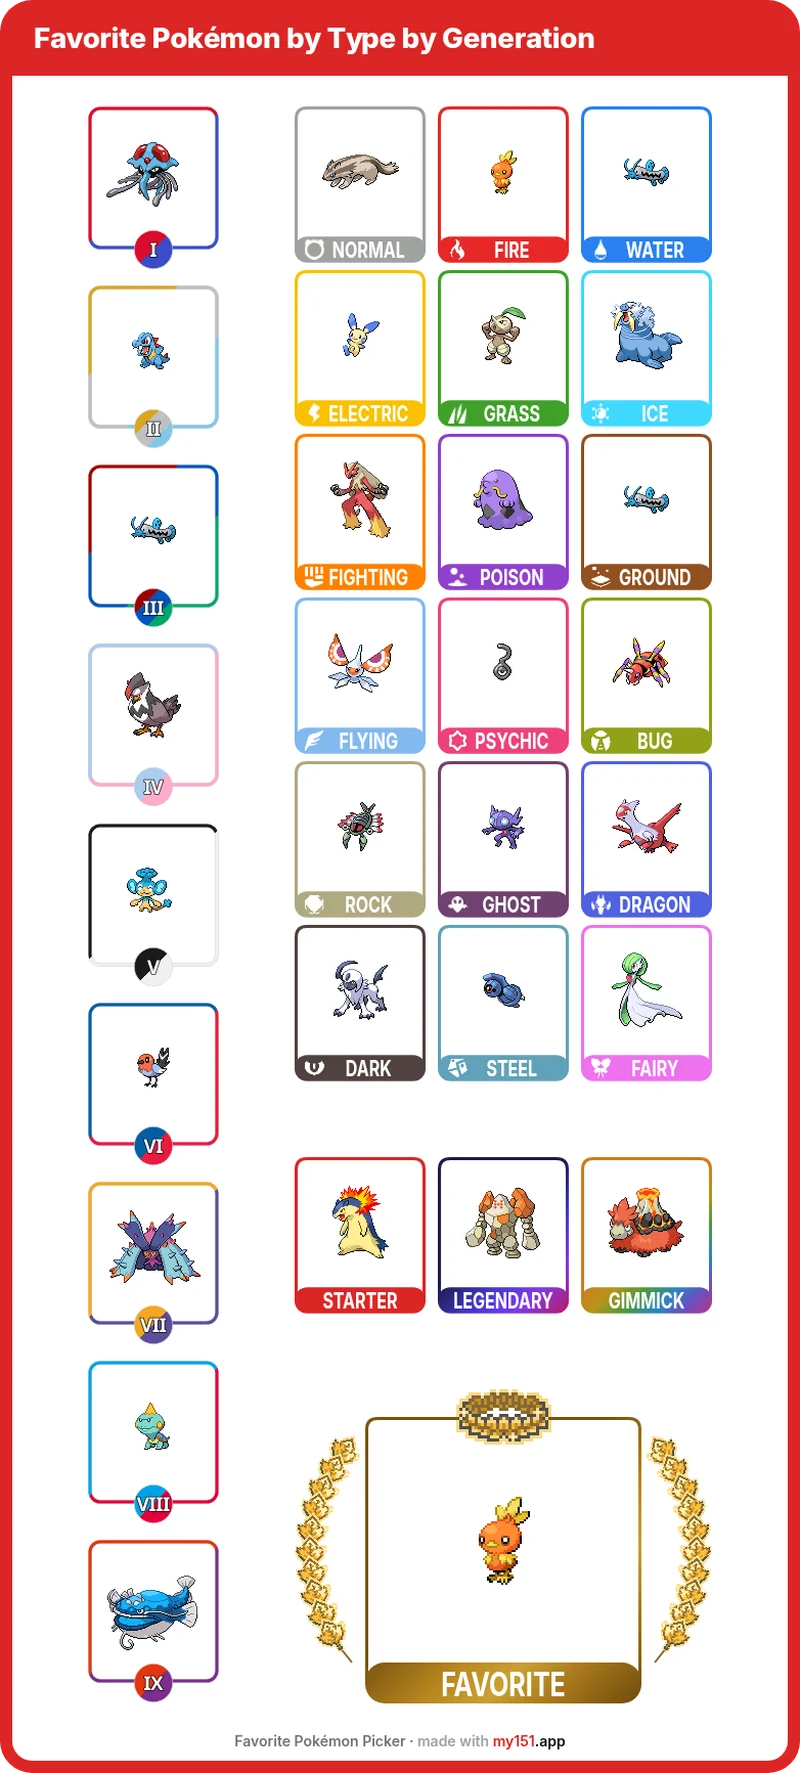 Favorite Pokémon by Type by Generation
I
II
III
IV
V
VI
VII
VIII
IX
NORMAL
FIRE
WATER
ELECTRIC
GRASS
ICE
FIGHTING
POISON
GROUND
FLYING
PSYCHIC
BUG
ROCK
GHOST
DRAGON
DARK
STEEL
FAIRY
STARTER
LEGENDARY
GIMMICK
FAVORITE
Favorite Pokémon Picker · made with my151.app